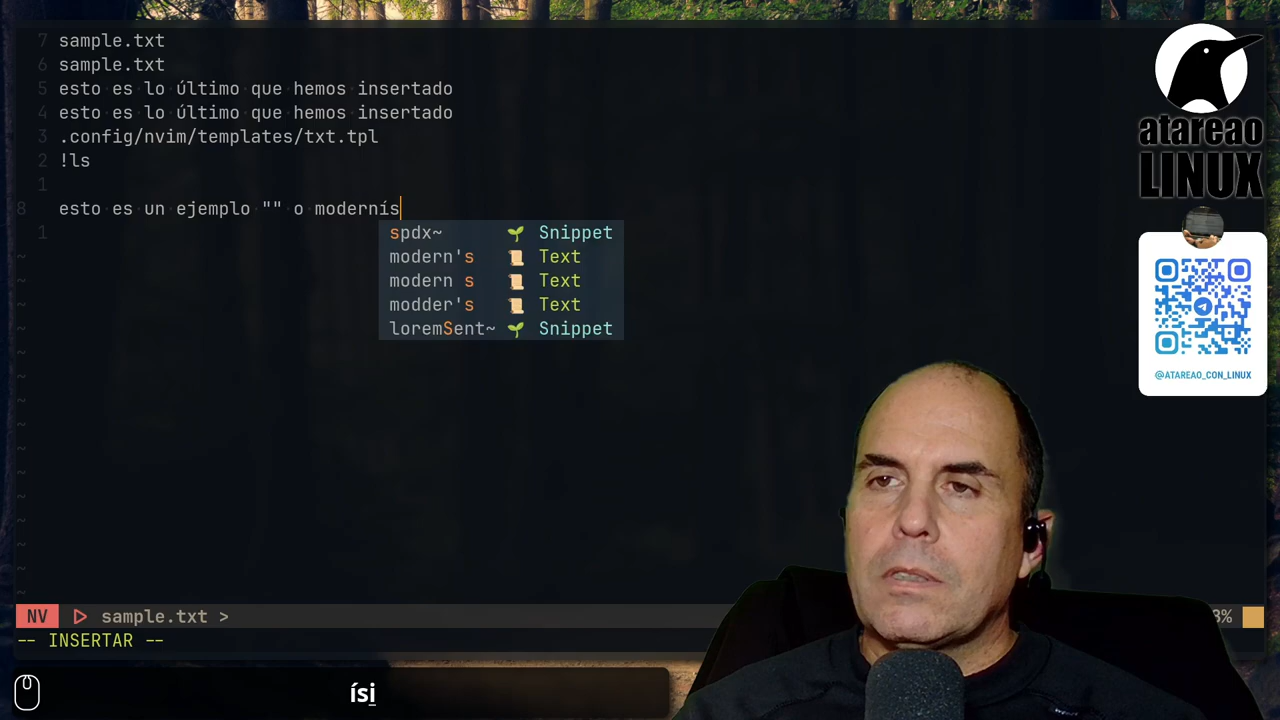 7 sample.txt
6 sample.txt
5 esto es lo último que hemos insertado
4 esto es lo último que hemos insertado
3 .config/nvim/templates/txt.tpl
2 !ls
1
8 esto es un ejemplo "" o modernís
1
spdx~ Snippet
modern's Text
modern s Text
modder's Text
loremSent~ Snippet
atareao
LINUX
@ATAREAO_CON_LINUX
NV sample.txt >
-- INSERTAR --
ísi